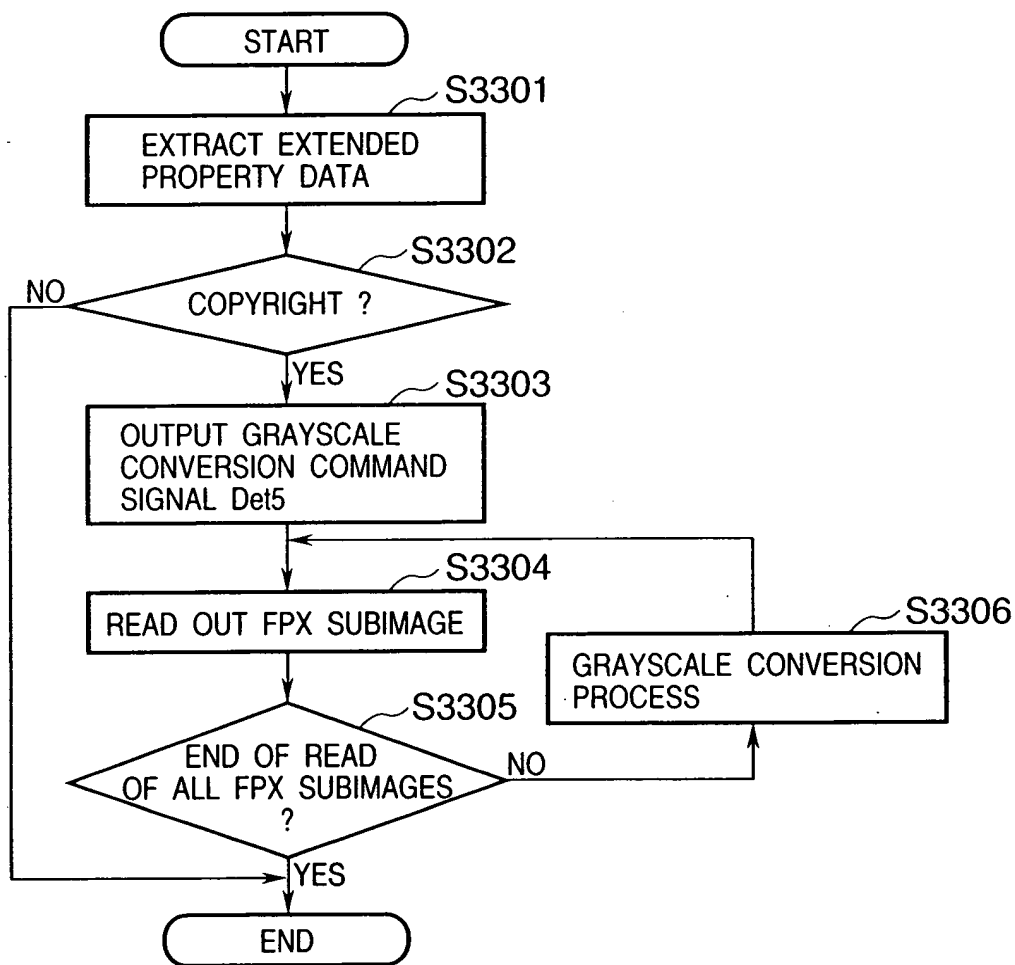 START
S3301
EXTRACT EXTENDED
PROPERTY DATA
S3302
NO
COPYRIGHT ?
YES
S3303
OUTPUT GRAYSCALE
CONVERSION COMMAND
SIGNAL Det5
S3304
READ OUT FPX SUBIMAGE
S3306
GRAYSCALE CONVERSION
PROCESS
S3305
END OF READ
OF ALL FPX SUBIMAGES
?
NO
YES
END